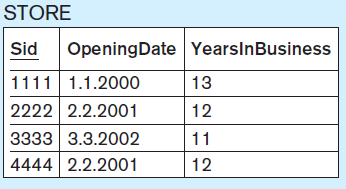 STORE
Sid OpeningDate YearsInBusiness
1111 1.1.2000 13
2222 2.2.2001 12
3333 3.3.2002 11
4444 2.2.2001 12